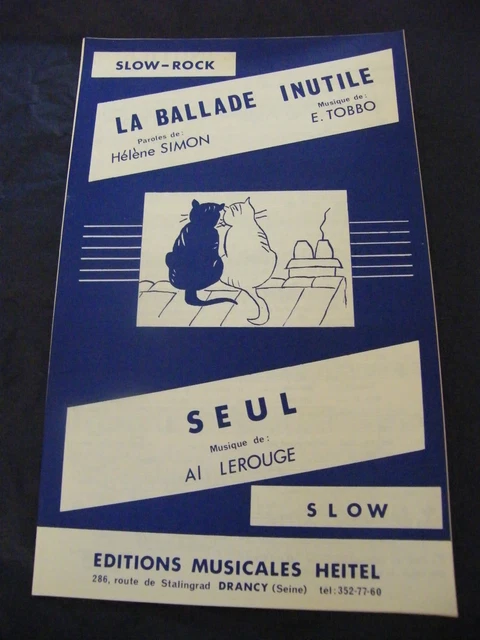 SLOW-ROCK
LA BALLADE INUTILE
Paroles de:
Hélène SIMON
Musique de:
E. TOBBO
SEUL
Musique de:
Al LEROUGE
SLOW
EDITIONS MUSICALES HEITEL
286, route de Stalingrad DRANCY (Seine) tel: 352-77-60